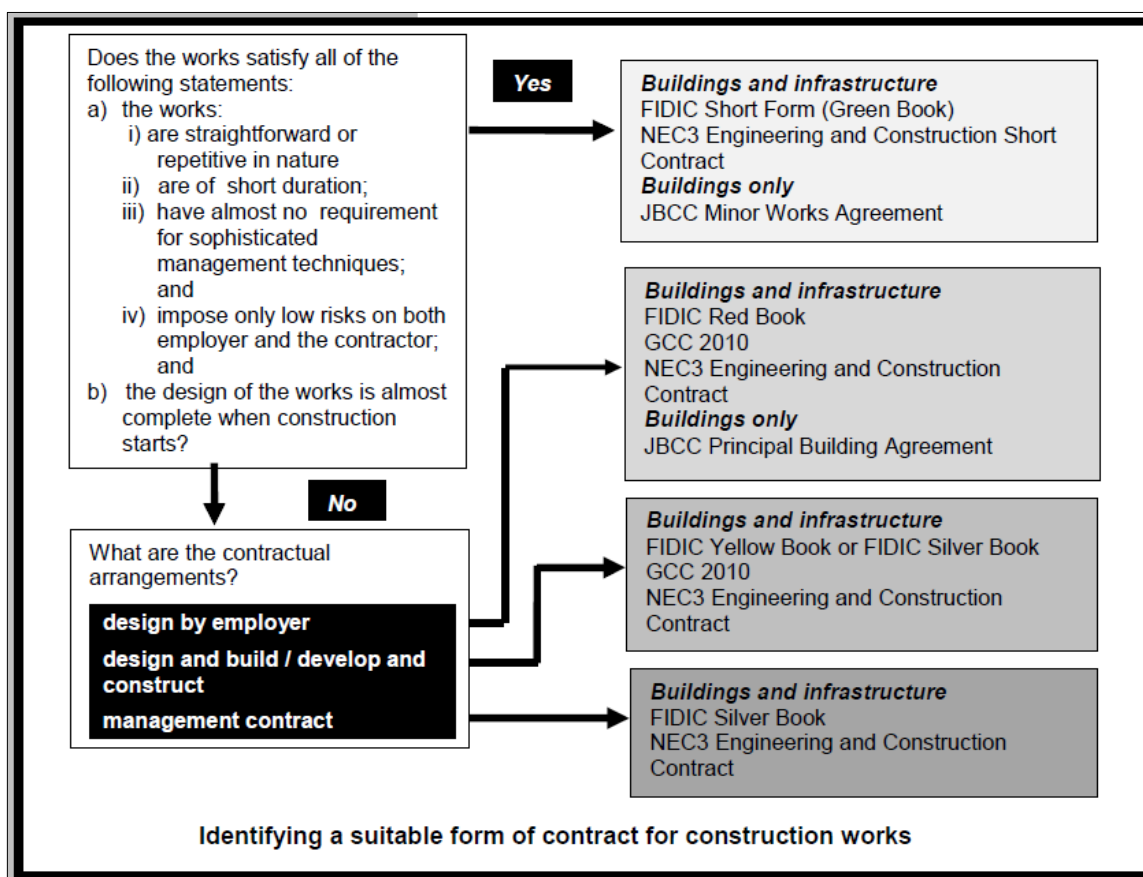 Does the works satisfy all of the
following statements:
a) the works:
i) are straightforward or
repetitive in nature
ii) are of short duration;
iii) have almost no requirement
for sophisticated
management techniques;
and
iv) impose only low risks on both
employer and the contractor;
and
b) the design of the works is almost
complete when construction
starts?
Yes
Buildings and infrastructure
FIDIC Short Form (Green Book)
NEC3 Engineering and Construction Short
Contract
Buildings only
JBCC Minor Works Agreement
No
What are the contractual
arrangements?
design by employer
design and build / develop and
construct
management contract
Buildings and infrastructure
FIDIC Red Book
GCC 2010
NEC3 Engineering and Construction
Contract
Buildings only
JBCC Principal Building Agreement
Buildings and infrastructure
FIDIC Yellow Book or FIDIC Silver Book
GCC 2010
NEC3 Engineering and Construction
Contract
Buildings and infrastructure
FIDIC Silver Book
NEC3 Engineering and Construction
Contract
Identifying a suitable form of contract for construction works